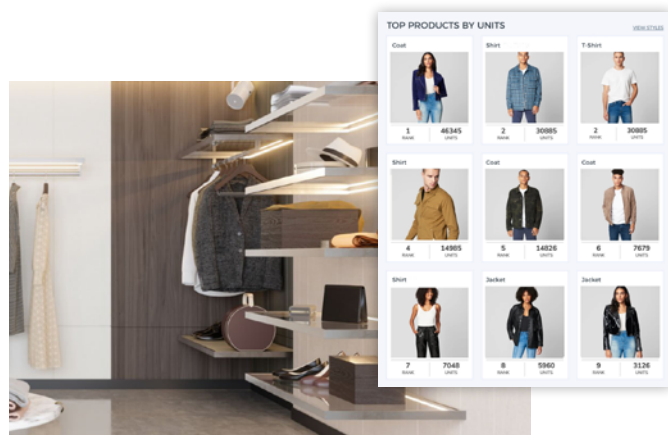 TOP PRODUCTS BY UNITS
VIEW STYLES
Coat
Shirt
T-Shirt
1 46345
RANK UNITS
2 30885
RANK UNITS
2 30885
RANK UNITS
Shirt
Coat
Coat
4 14985
RANK UNITS
5 14826
RANK UNITS
6 7679
RANK UNITS
Shirt
Jacket
Jacket
7 7048
RANK UNITS
8 5960
RANK UNITS
9 3126
RANK UNITS